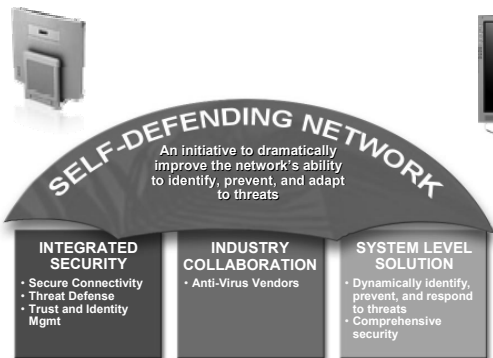 SELF-DEFENDING NETWORK
An initiative to dramatically
improve the network's ability
to identify, prevent, and adapt
to threats
INTEGRATED
SECURITY
• Secure Connectivity
• Threat Defense
• Trust and Identity
Mgmt
INDUSTRY
COLLABORATION
• Anti-Virus Vendors
SYSTEM LEVEL
SOLUTION
• Dynamically identify,
prevent, and respond
to threats
• Comprehensive
security